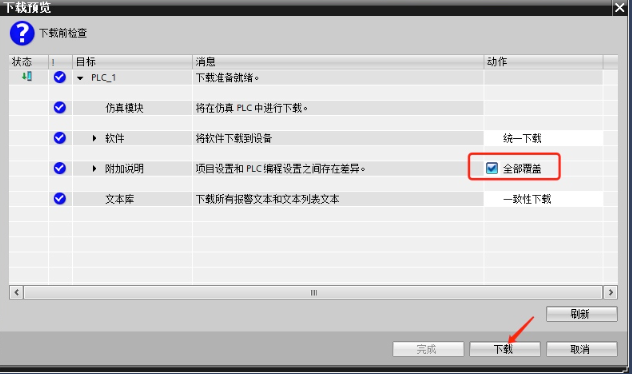 下载预览
下载前检查
状态 ! 目标 消息 动作
PLC_1 下载准备就绪。
仿真模块 将在仿真 PLC 中进行下载。
软件 将软件下载到设备 统一下载
附加说明 项目设置和 PLC 编程设置之间存在差异。 全部覆盖
文本库 下载所有报警文本和文本列表文本 一致性下载
刷新
完成 下载 取消